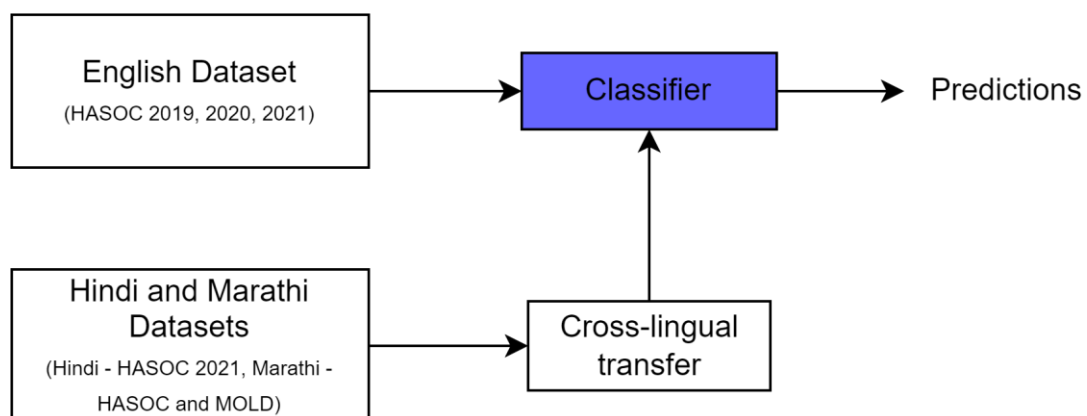 English Dataset
(HASOC 2019, 2020, 2021)
Classifier
Predictions
Hindi and Marathi
Datasets
(Hindi - HASOC 2021, Marathi -
HASOC and MOLD)
Cross-lingual
transfer